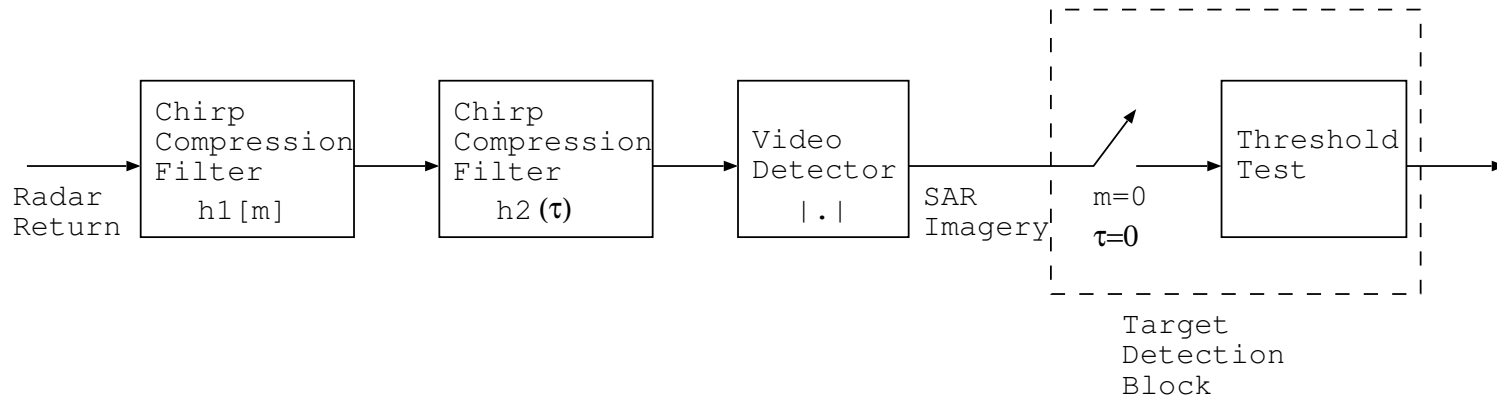 Radar
Return
Chirp
Compression
Filter
h1[m]
Chirp
Compression
Filter
h2(τ)
Video
Detector
|.|
SAR
Imagery
m=0
τ=0
Threshold
Test
Target
Detection
Block